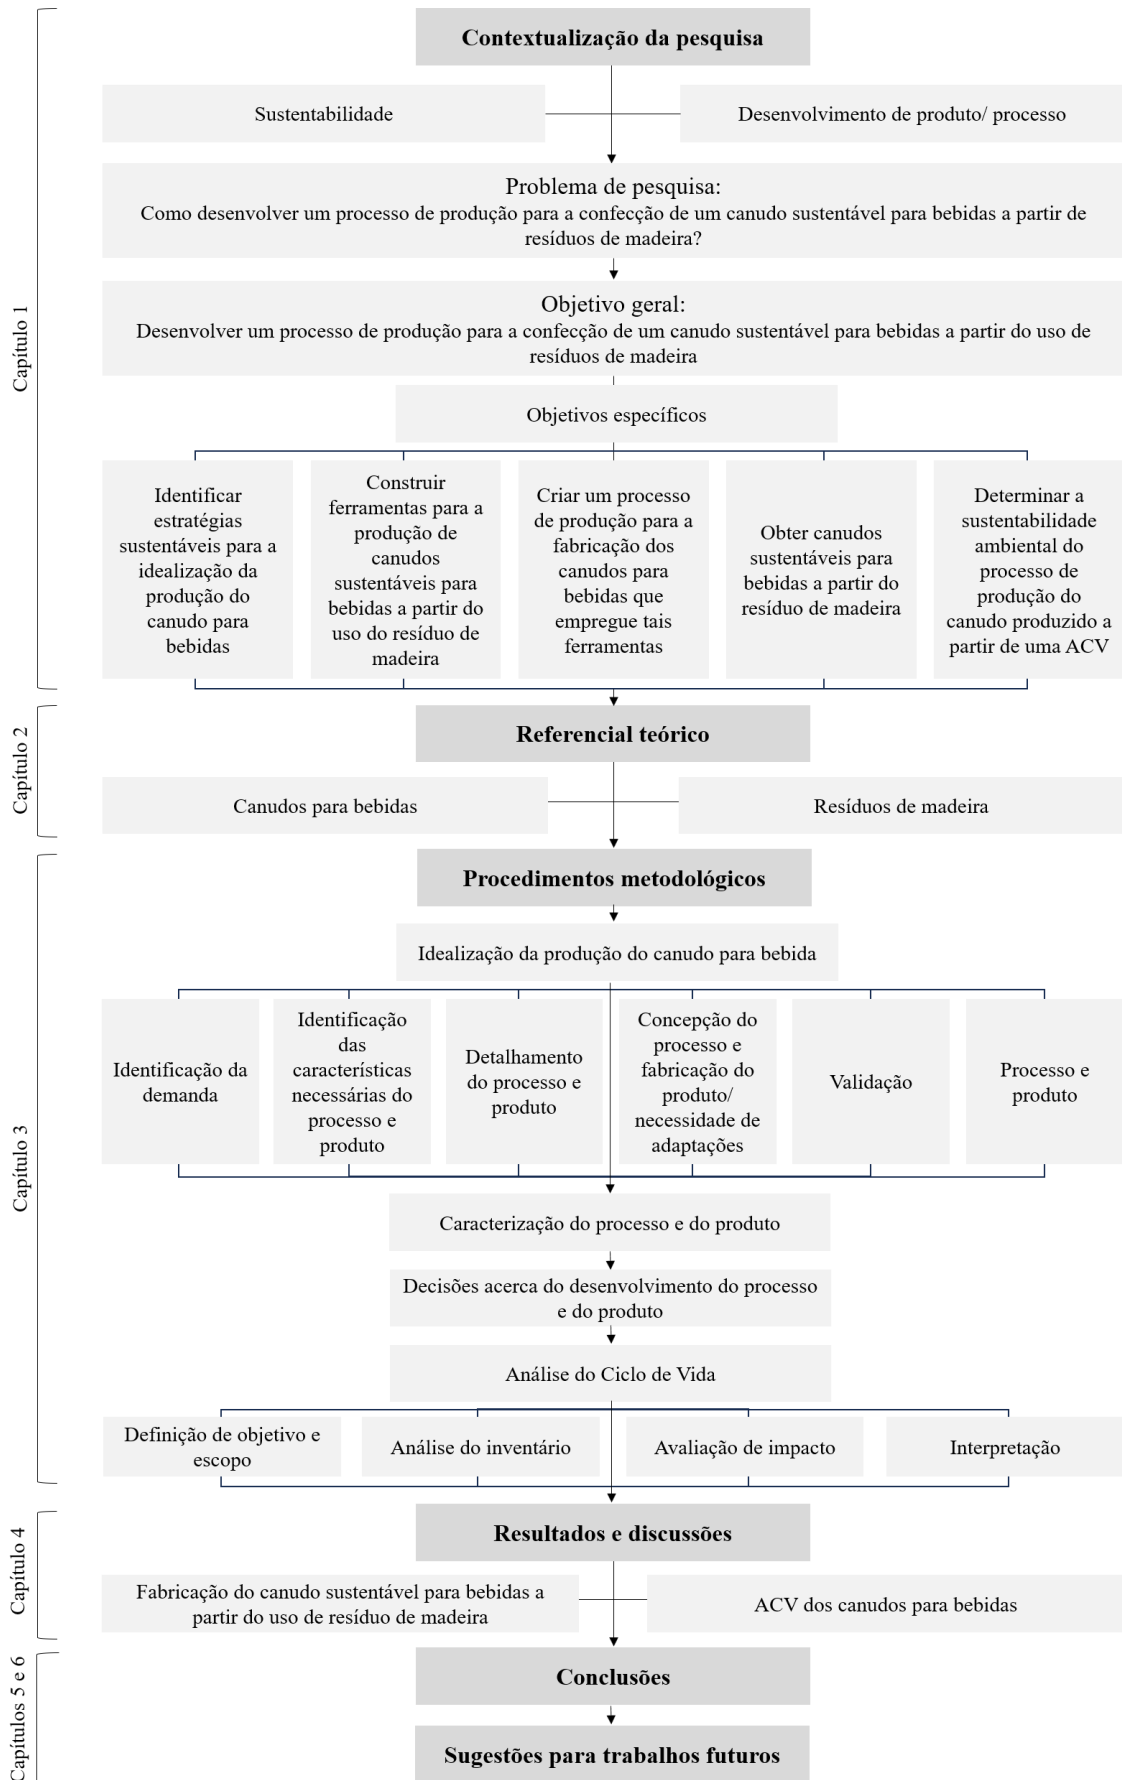 Contextualização da pesquisa
Sustentabilidade
Desenvolvimento de produto/ processo
Problema de pesquisa:
Como desenvolver um processo de produção para a confecção de um canudo sustentável para bebidas a partir de
resíduos de madeira?
Objetivo geral:
Desenvolver um processo de produção para a confecção de um canudo sustentável para bebidas a partir do uso de
resíduos de madeira
Capítulo 1
Objetivos específicos
Identificar
estratégias
sustentáveis para a
idealização da
produção do
canudo para
bebidas
Construir
ferramentas para a
produção de
canudos
sustentáveis para
bebidas a partir do
uso do resíduo de
madeira
Criar um processo
de produção para a
fabricação dos
canudos para
bebidas que
empregue tais
ferramentas
Obter canudos
sustentáveis para
bebidas a partir do
resíduo de madeira
Determinar a
sustentabilidade
ambiental do
processo de
produção do
canudo produzido a
partir de uma ACV
Capítulo 2
Referencial teórico
Canudos para bebidas
Resíduos de madeira
Capítulo 3
Procedimentos metodológicos
Idealização da produção do canudo para bebida
Identificação da
demanda
Identificação
das
características
necessárias do
processo e
produto
Detalhamento
do processo e
produto
Concepção do
processo e
fabricação do
produto/
necessidade de
adaptações
Validação
Processo e
produto
Caracterização do processo e do produto
Decisões acerca do desenvolvimento do processo
e do produto
Análise do Ciclo de Vida
Definição de objetivo e
escopo
Análise do inventário
Avaliação de impacto
Interpretação
Capítulo 4
Resultados e discussões
Fabricação do canudo sustentável para bebidas a
partir do uso de resíduo de madeira
ACV dos canudos para bebidas
Capítulos 5 e 6
Conclusões
Sugestões para trabalhos futuros